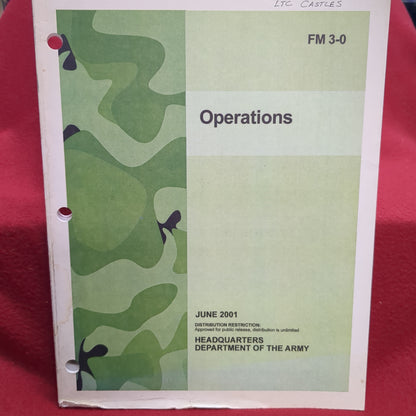 LTC CASTLES
FM 3-0
Operations
JUNE 2001
DISTRIBUTION RESTRICTION:
Approved for public release, distribution is unlimited
HEADQUARTERS
DEPARTMENT OF THE ARMY